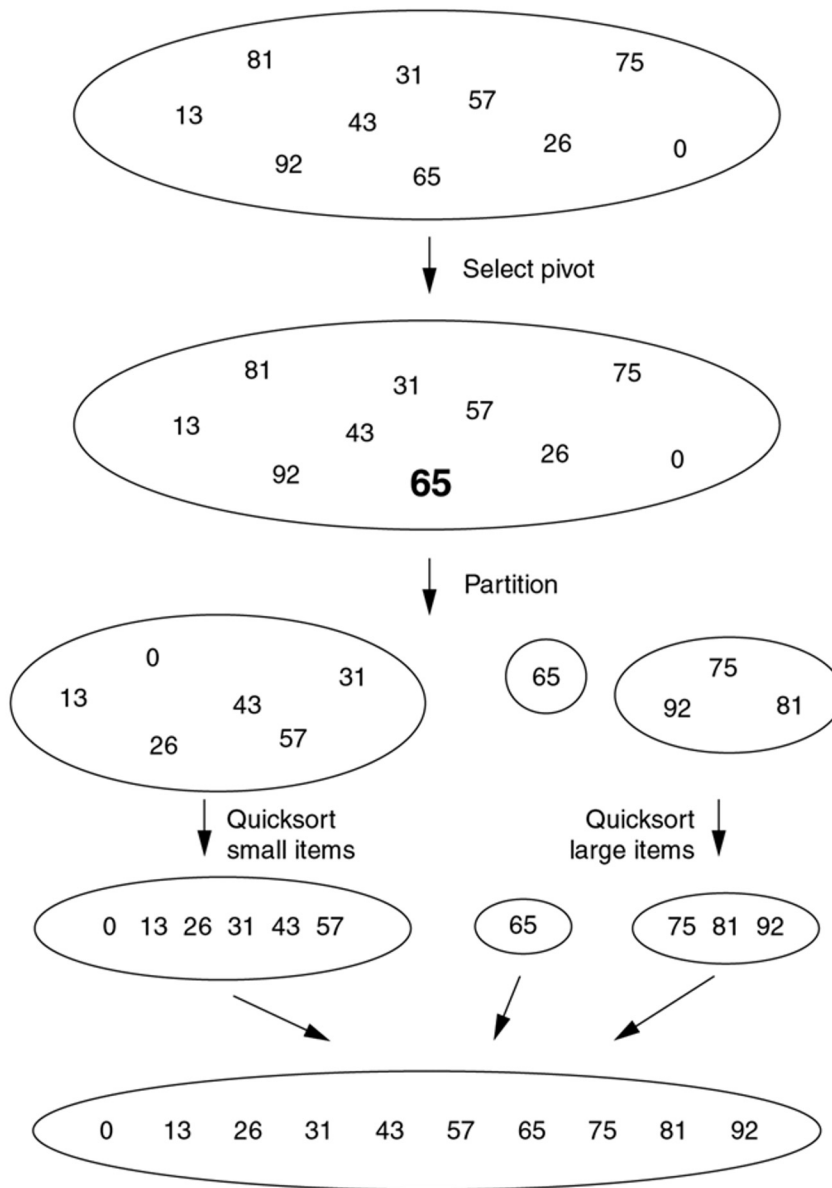 81 31 75
13 43 57
92 65 26 0
Select pivot
81 31 75
13 43 57
92 65 26 0
Partition
0 31
13 43
26 57
65
75
92 81
Quicksort
small items
Quicksort
large items
0 13 26 31 43 57
65
75 81 92
0 13 26 31 43 57 65 75 81 92